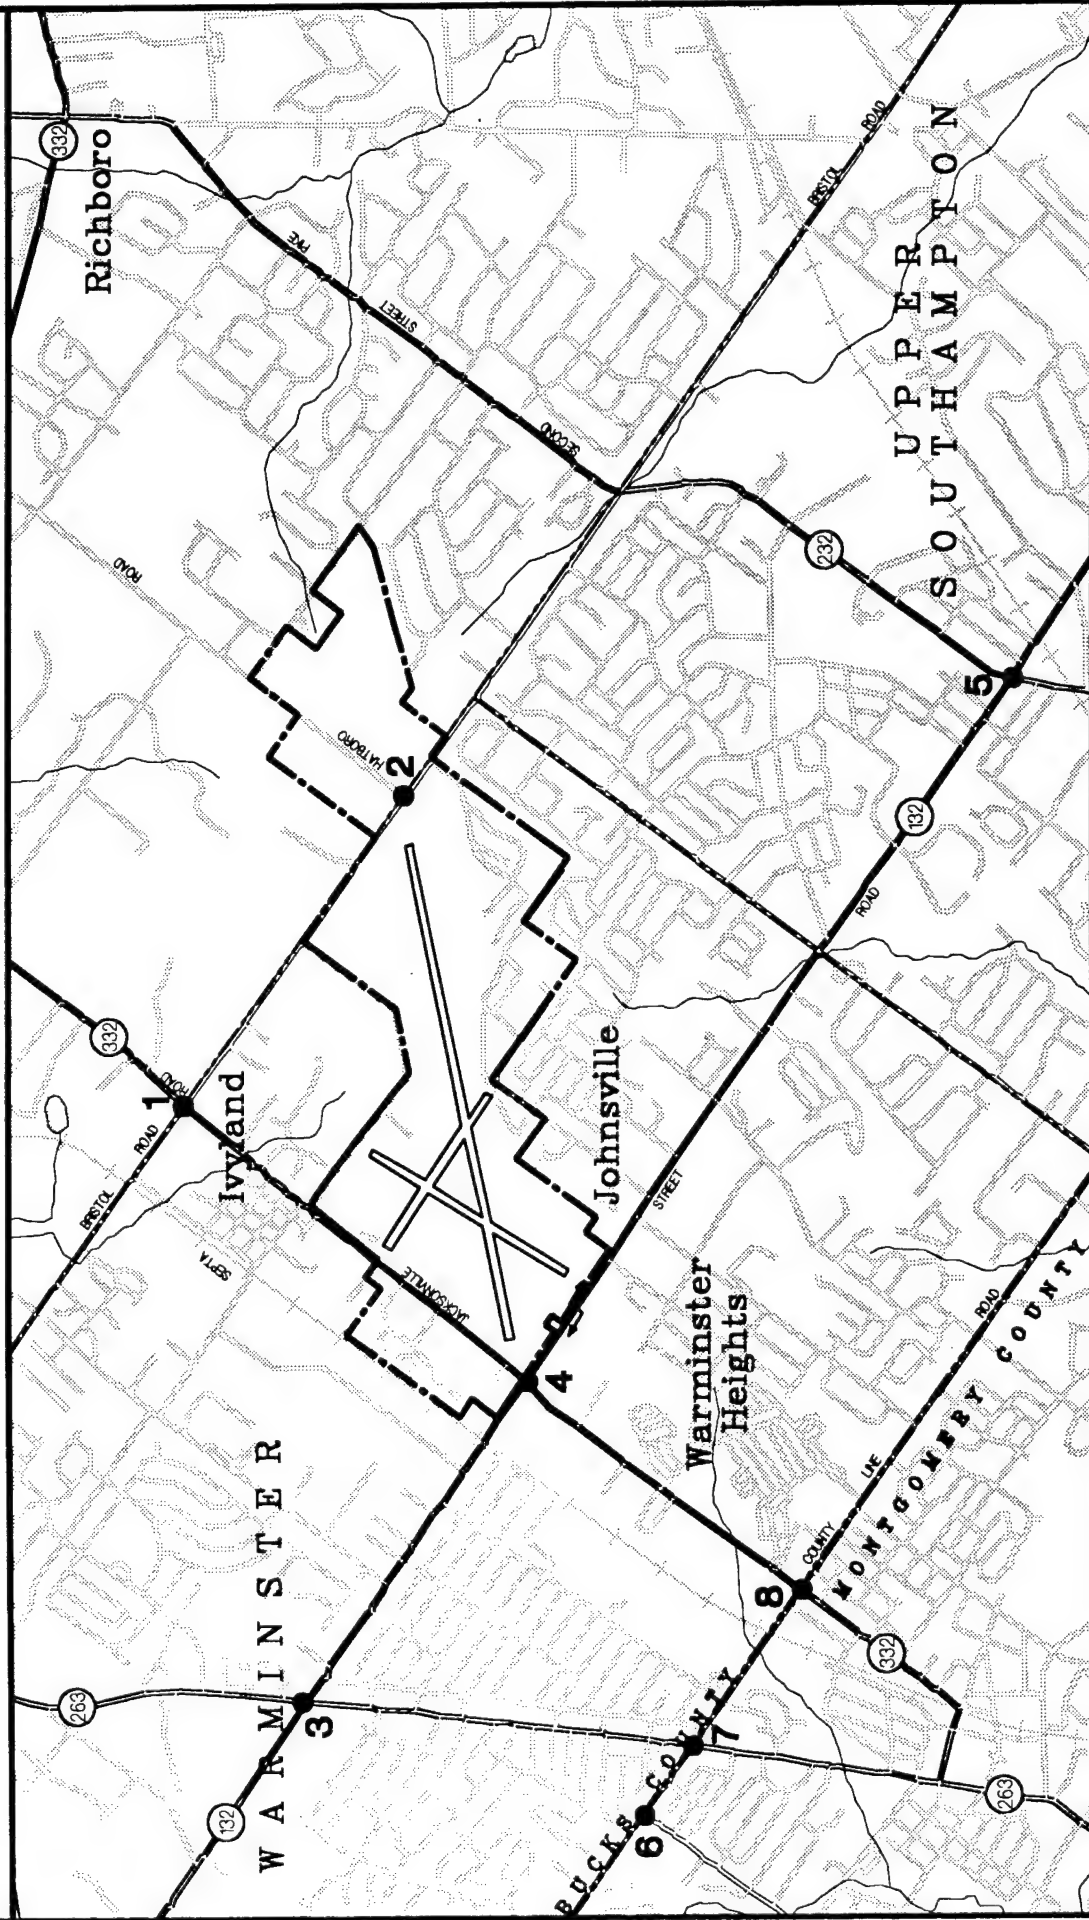 332
Richboro
PIKE
STREET
SECOND
ROAD
BRISTOL
ROAD
UPPER
SOUTHAMPTON
ROAD
HATBORO
2
232
5
132
ROAD
332
1
ROAD
Ivyland
ROAD
BRISTOL
SEPTA
JACKSONVILLE
Johnsville
STREET
4
Warminster
Heights
ROAD
LINE
COUNTY
MONTGOMERY COUNTY
8
332
WARMINSTER
263
3
132
7
BUCKS COUNTY
6
263